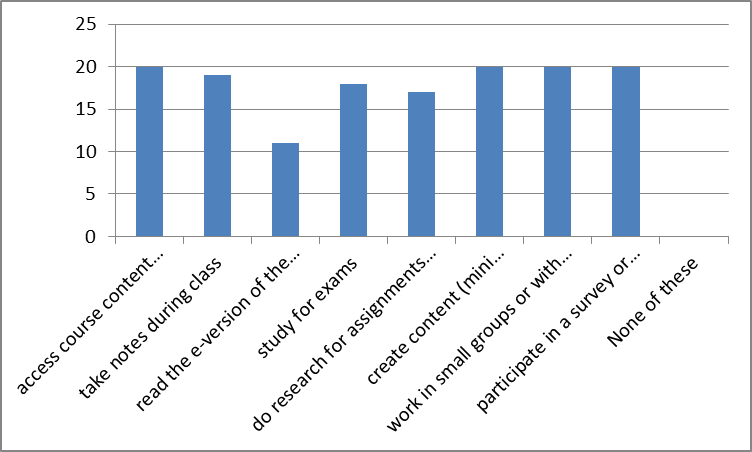 25
20
15
10
5
0
access course content...
take notes during class
read the e-version of the...
study for exams
do research for assignments...
create content (mini...
work in small groups or with...
participate in a survey or...
None of these